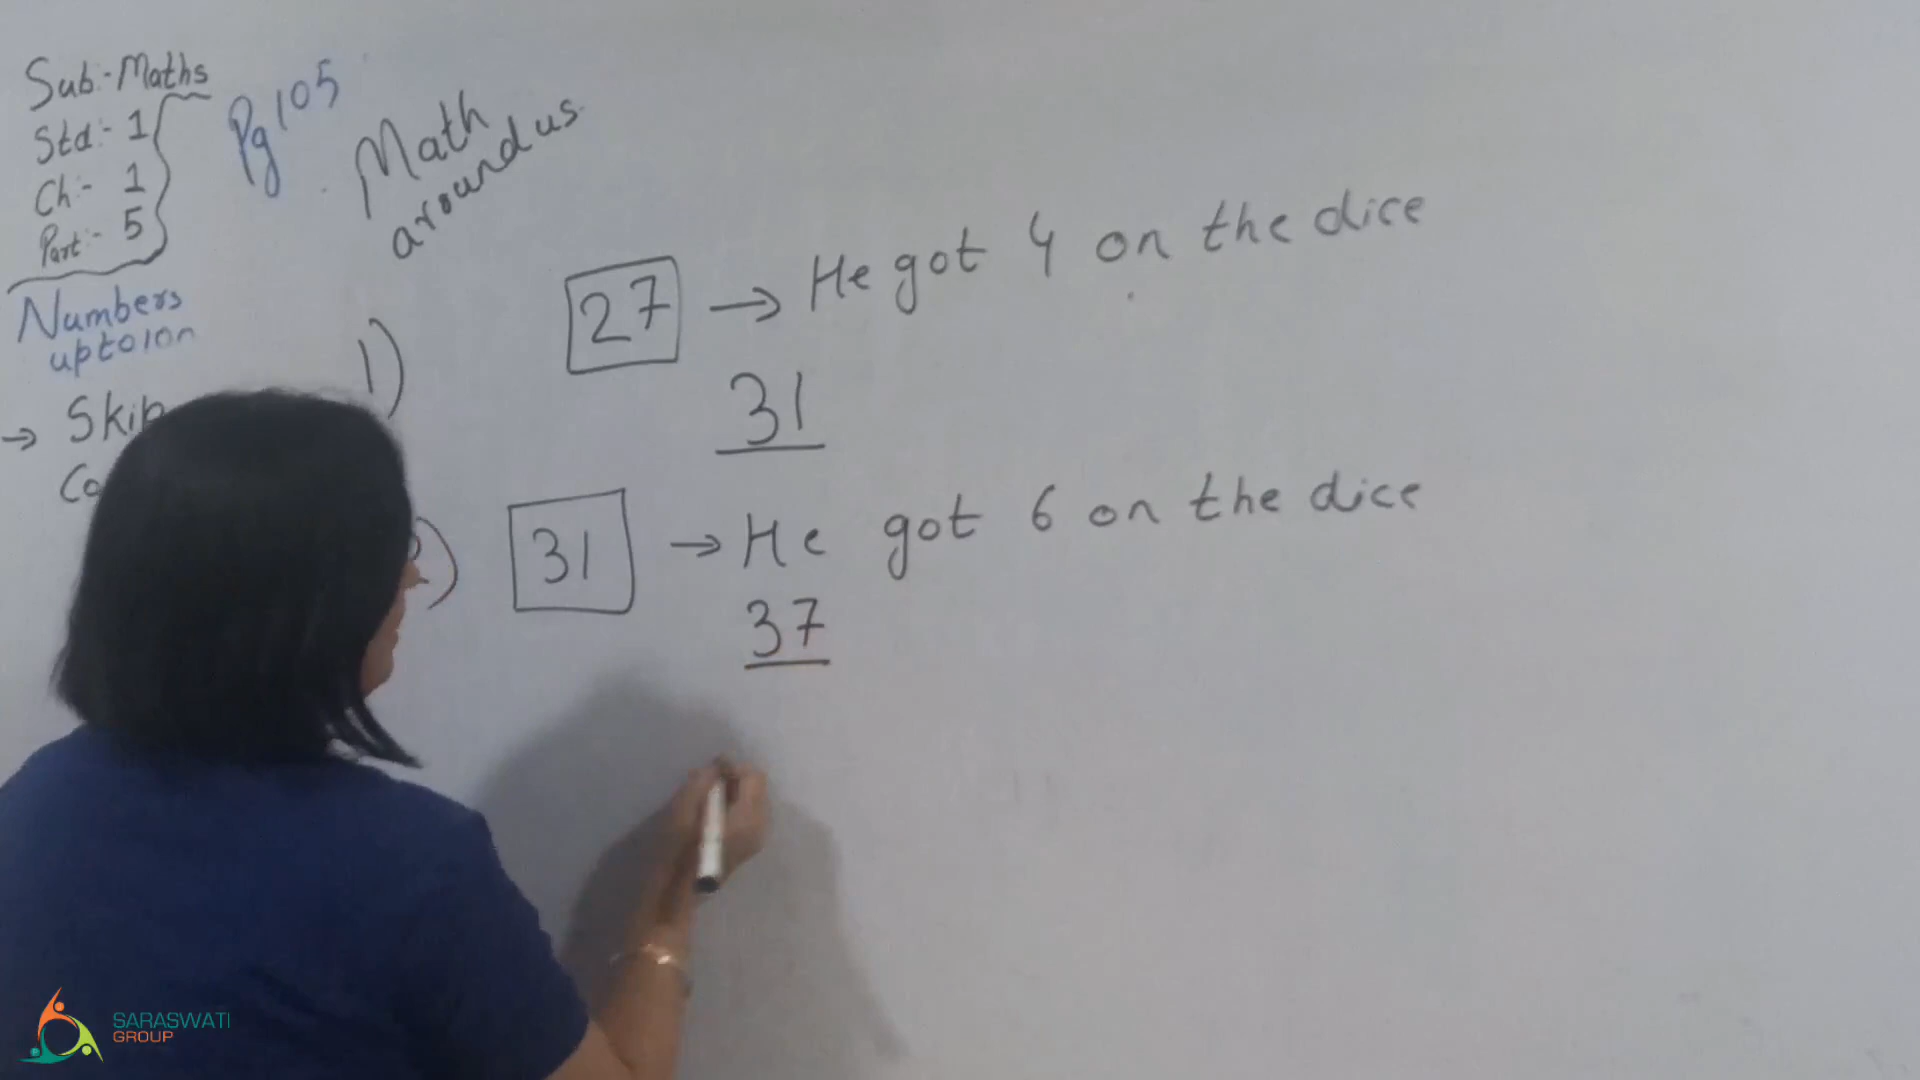 Sub:- Maths
Std:- 1
Ch:- 1
Part:- 5
Pg 105
Math
around us
Numbers
upto 100
→ Skip
1) 27 → He got 4 on the dice
31
2) 31 → He got 6 on the dice
37
SARASWATI
GROUP